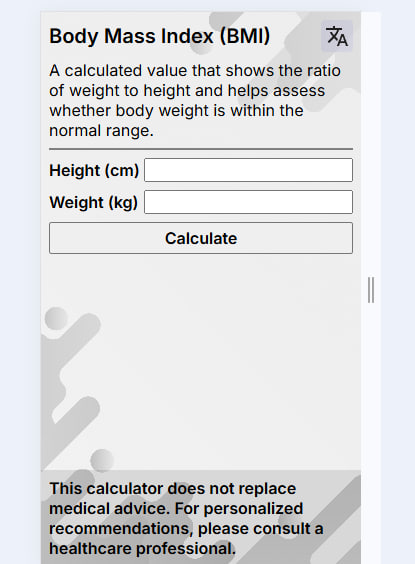 Body Mass Index (BMI)
A calculated value that shows the ratio
of weight to height and helps assess
whether body weight is within the
normal range.
Height (cm)
Weight (kg)
Calculate
This calculator does not replace
medical advice. For personalized
recommendations, please consult a
healthcare professional.